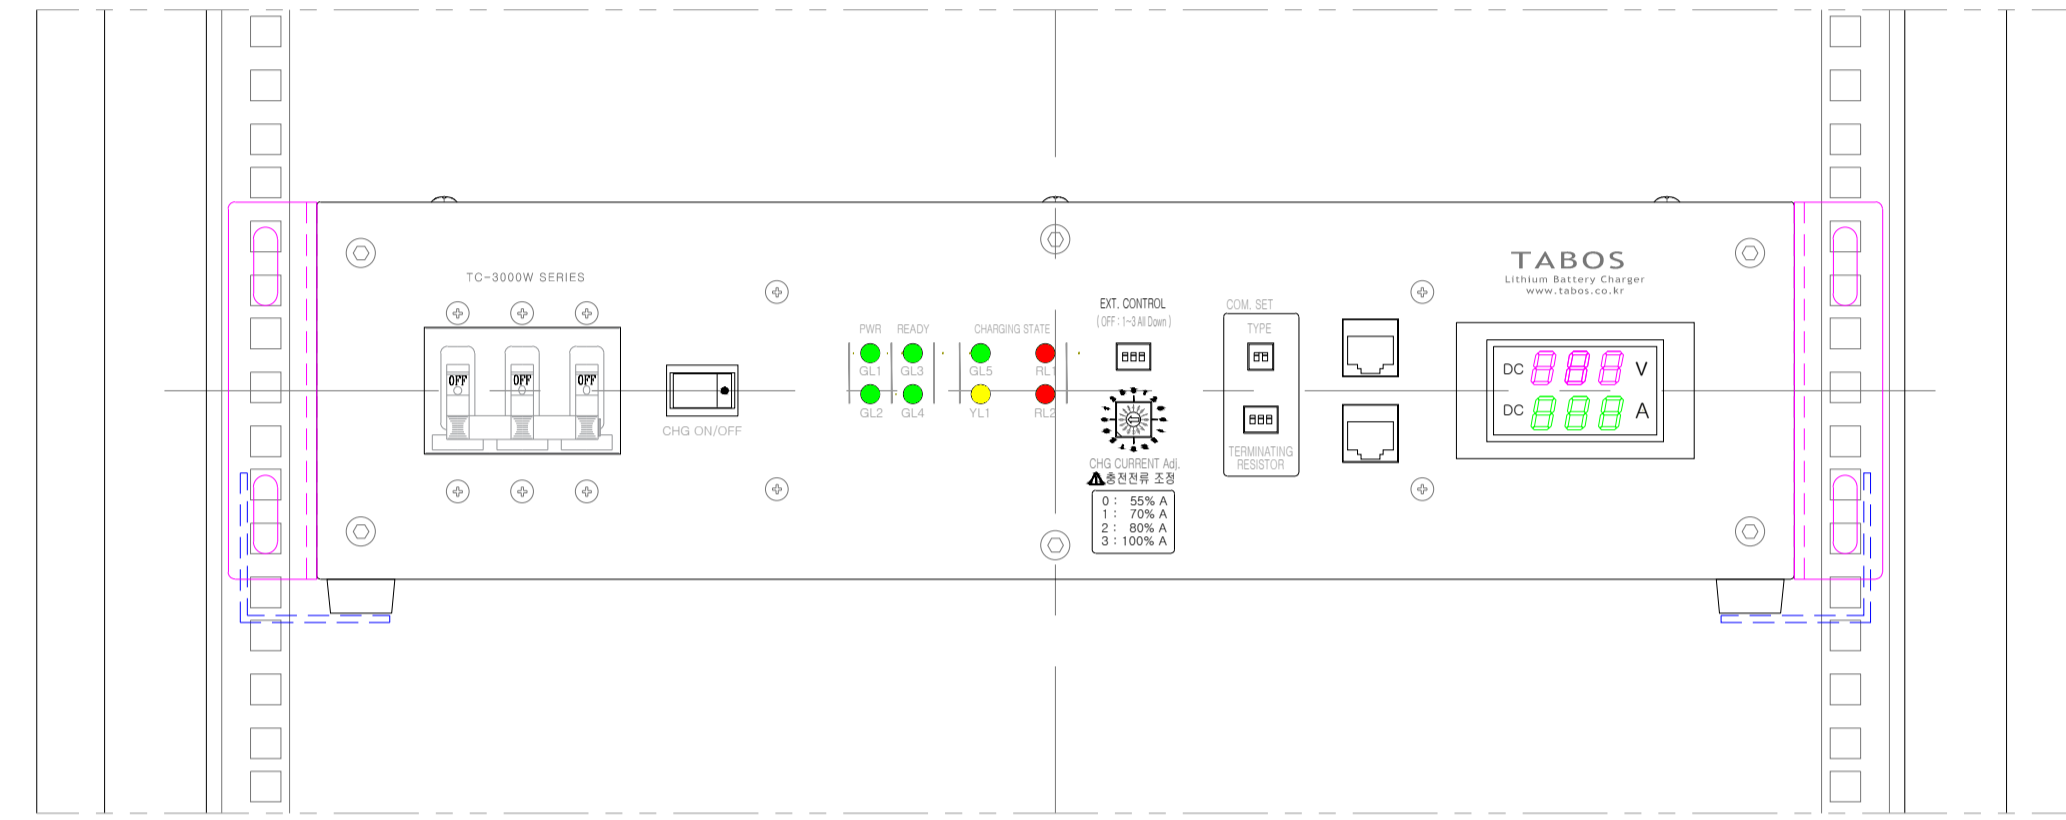 TC-3000W SERIES
OFF OFF OFF
CHG ON/OFF
PWR READY CHARGING STATE
GL1 GL3 GL5 RL1
GL2 GL4 YL1 RL2
EXT. CONTROL
( OFF : 1~3 All Down )
CHG CURRENT Adj.
충전전류 조정
0 : 55% A
1 : 70% A
2 : 80% A
3 : 100% A
COM. SET
TYPE
TERMINATING
RESISTOR
TABOS
Lithium Battery Charger
www.tabos.co.kr
DC 888 V
DC 888 A